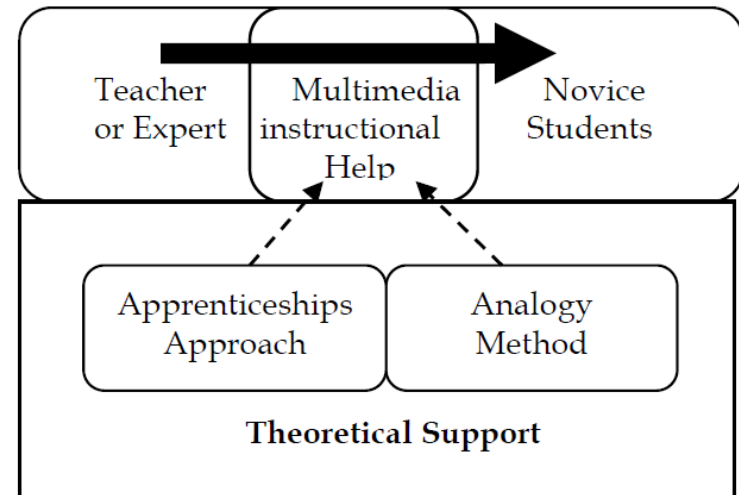 Teacher
or Expert
Multimedia
instructional
Help
Novice
Students
Apprenticeships
Approach
Analogy
Method
Theoretical Support